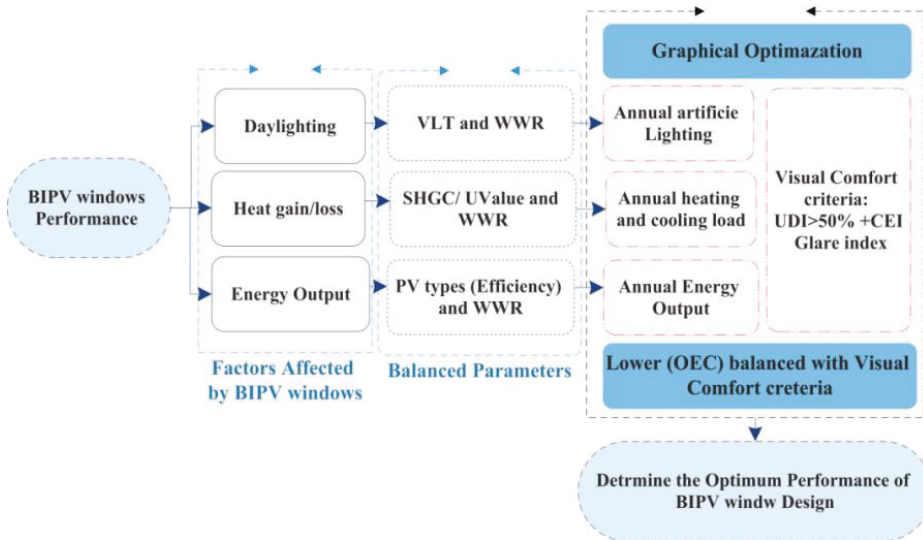 BIPV windows
Performance
Daylighting
Heat gain/loss
Energy Output
Factors Affected
by BIPV windows
VLT and WWR
SHGC/ UValue and
WWR
PV types (Efficiency)
and WWR
Balanced Parameters
Graphical Optimazation
Annual artificie
Lighting
Annual heating
and cooling load
Annual Energy
Output
Visual Comfort
criteria:
UDI>50% +CEI
Glare index
Lower (OEC) balanced with Visual
Comfort creteria
Detrmine the Optimum Performance of
BIPV windw Design